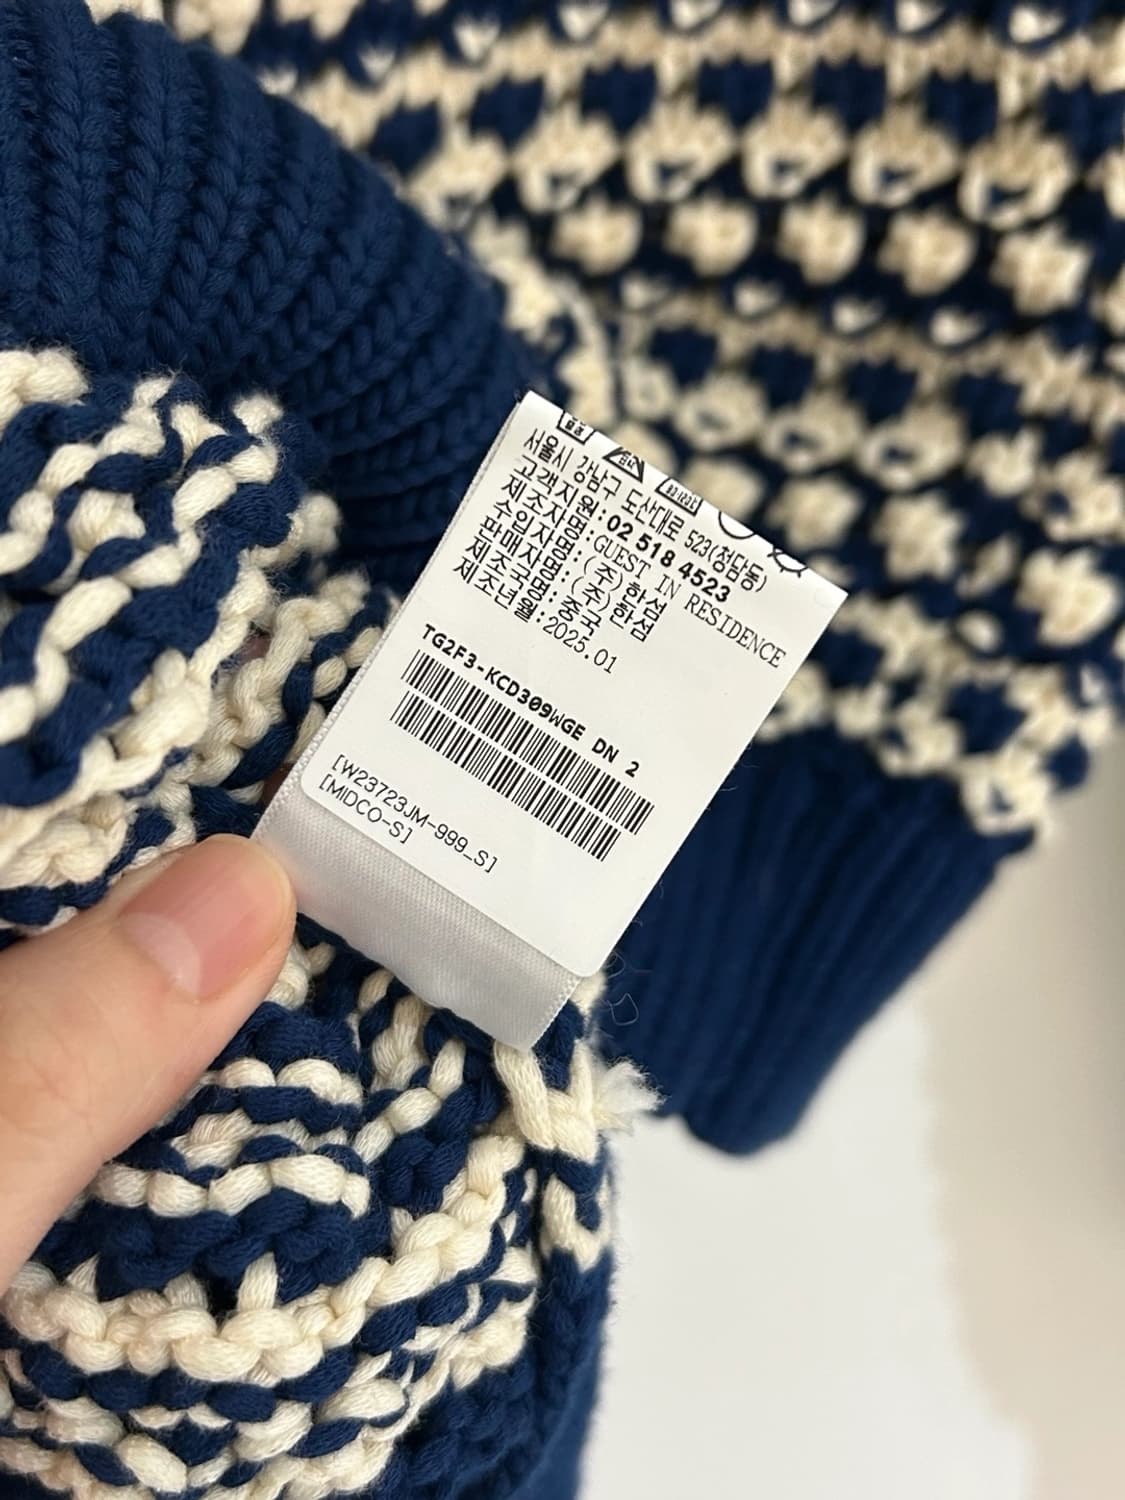 서울시 강남구 도산대로 523(청담동)
고객지원:02 518 4523
제조자명:GUEST IN RESIDENCE
수입자명:(주)한섬
판매자명:(주)한섬
제조국명:중국
제조년월:2025.01
TG2F3-KCD309WGE DN 2
[W23723JM-999_S]
[MIDCO-S]